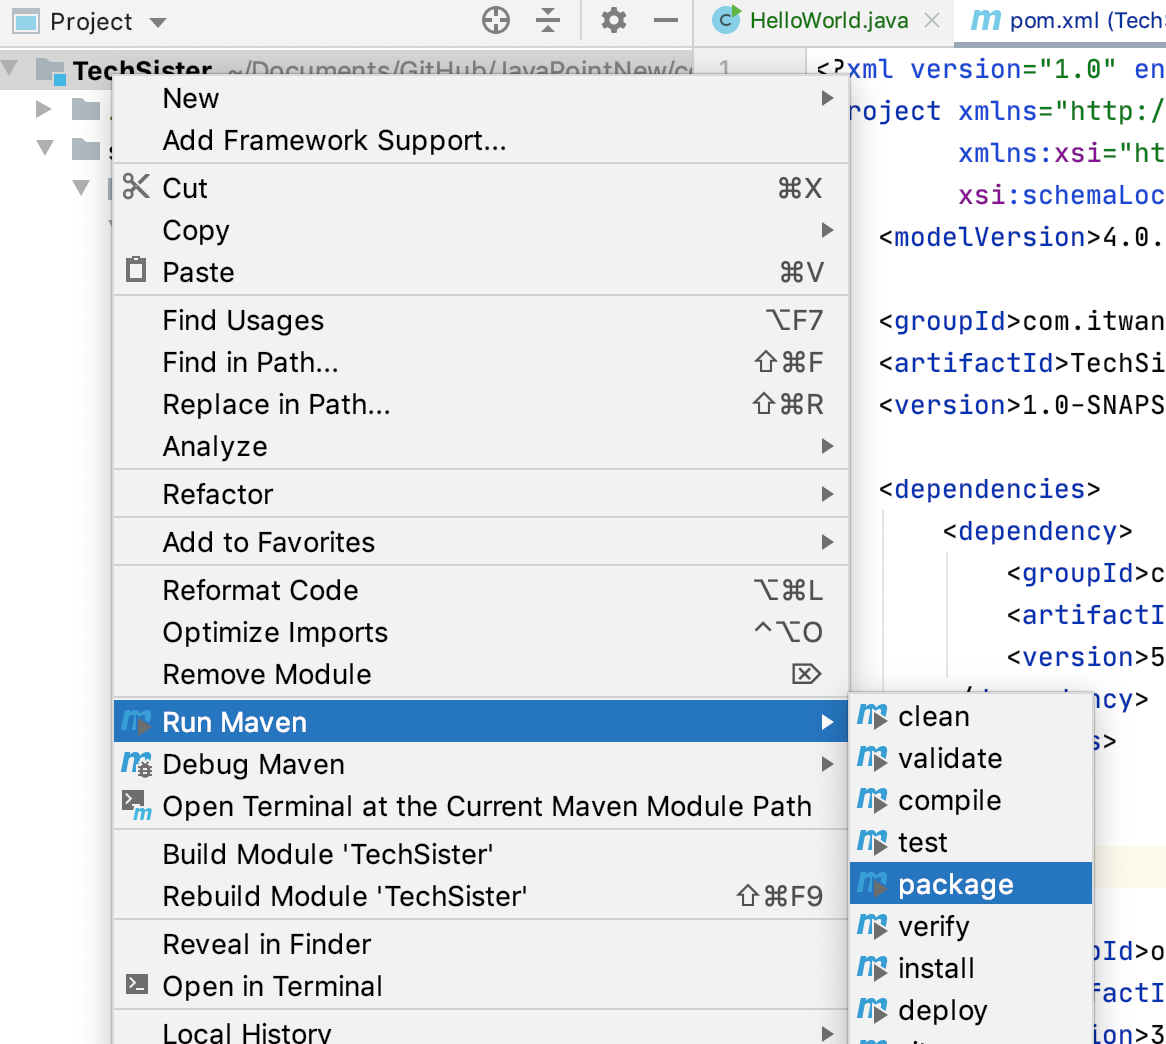 Project
HelloWorld.java
pom.xml (TechS
TechSister ~/Documents/GitHub/JavaPointNew/co
1
<?xml version="1.0" en
roject xmlns="http:/
xmlns:xsi="ht
xsi:schemaLoc
<modelVersion>4.0.
<groupId>com.itwan
<artifactId>TechSi
<version>1.0-SNAPS
<dependencies>
<dependency>
<groupId>c
<artifactI
<version>5
ncy>
s>
pId>o
factI
ion>3
New
Add Framework Support...
Cut ⌘X
Copy
Paste ⌘V
Find Usages ⌥F7
Find in Path... ⇧⌘F
Replace in Path... ⇧⌘R
Analyze
Refactor
Add to Favorites
Reformat Code ⌥⌘L
Optimize Imports ^⌥O
Remove Module ⌦
Run Maven
Debug Maven
Open Terminal at the Current Maven Module Path
Build Module 'TechSister'
Rebuild Module 'TechSister' ⇧⌘F9
Reveal in Finder
Open in Terminal
Local History
clean
validate
compile
test
package
verify
install
deploy